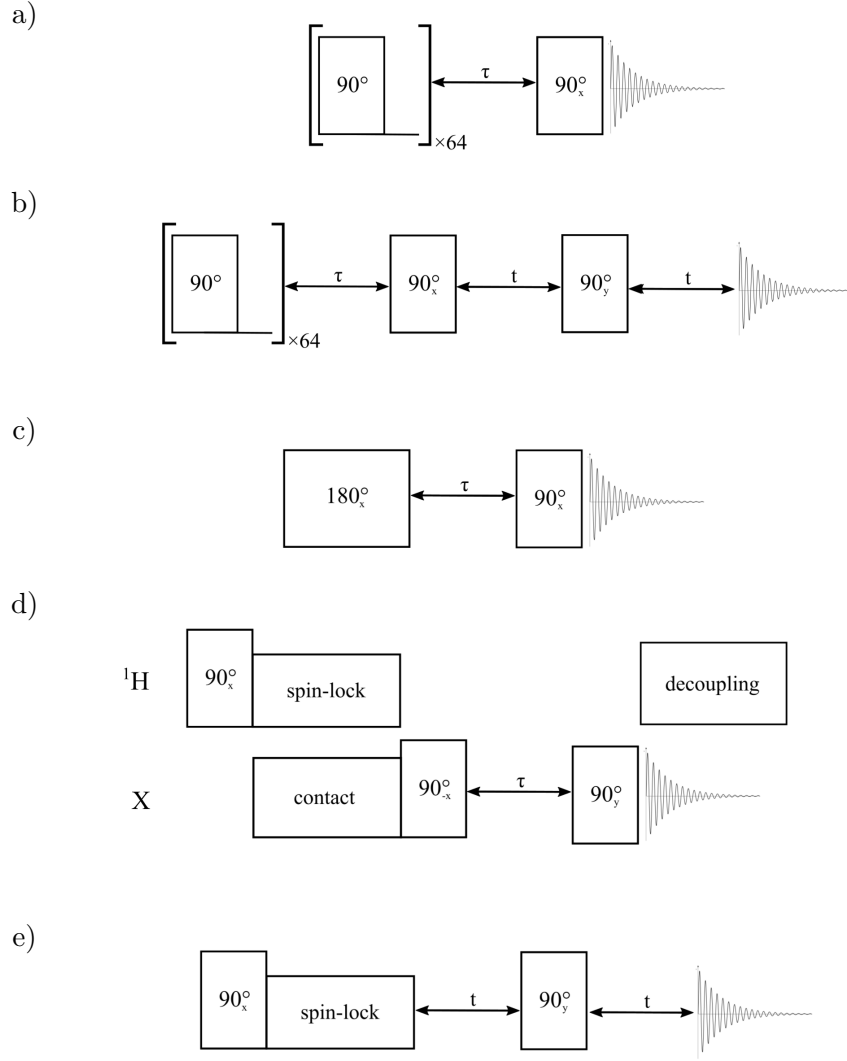 a)
90° τ 90°x
×64
b)
90° τ 90°x t 90°y t
×64
c)
180°x τ 90°x
d)
¹H 90°x spin-lock decoupling
X contact 90°-x τ 90°y
e)
90°x spin-lock t 90°y t